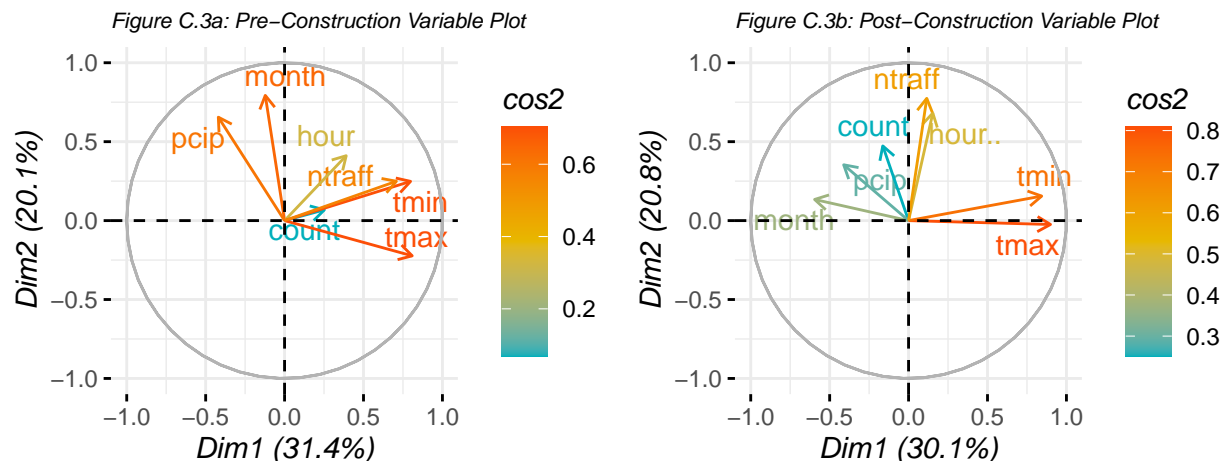 Figure C.3a: Pre−Construction Variable Plot
1.0
0.5
0.0
−0.5
−1.0
Dim2 (20.1%)
month
pcip
hour
ntraff
tmin
count
tmax
−1.0 −0.5 0.0 0.5 1.0
Dim1 (31.4%)
cos2
0.6
0.4
0.2
Figure C.3b: Post−Construction Variable Plot
1.0
0.5
0.0
−0.5
−1.0
Dim2 (20.8%)
ntraff
count
hour..
pcip
tmin
month
tmax
−1.0 −0.5 0.0 0.5 1.0
Dim1 (30.1%)
cos2
0.8
0.7
0.6
0.5
0.4
0.3